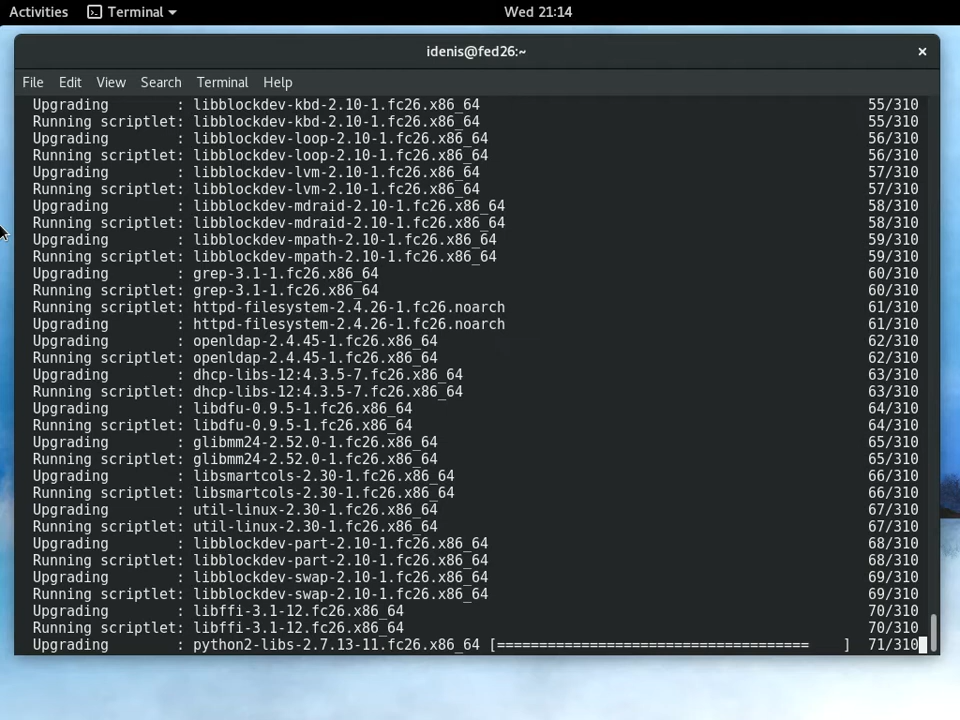 Activities Terminal Wed 21:14
idenis@fed26:~ ×
File Edit View Search Terminal Help
Upgrading : libblockdev-kbd-2.10-1.fc26.x86_64 55/310
Running scriptlet: libblockdev-kbd-2.10-1.fc26.x86_64 55/310
Upgrading : libblockdev-loop-2.10-1.fc26.x86_64 56/310
Running scriptlet: libblockdev-loop-2.10-1.fc26.x86_64 56/310
Upgrading : libblockdev-lvm-2.10-1.fc26.x86_64 57/310
Running scriptlet: libblockdev-lvm-2.10-1.fc26.x86_64 57/310
Upgrading : libblockdev-mdraid-2.10-1.fc26.x86_64 58/310
Running scriptlet: libblockdev-mdraid-2.10-1.fc26.x86_64 58/310
Upgrading : libblockdev-mpath-2.10-1.fc26.x86_64 59/310
Running scriptlet: libblockdev-mpath-2.10-1.fc26.x86_64 59/310
Upgrading : grep-3.1-1.fc26.x86_64 60/310
Running scriptlet: grep-3.1-1.fc26.x86_64 60/310
Running scriptlet: httpd-filesystem-2.4.26-1.fc26.noarch 61/310
Upgrading : httpd-filesystem-2.4.26-1.fc26.noarch 61/310
Upgrading : openldap-2.4.45-1.fc26.x86_64 62/310
Running scriptlet: openldap-2.4.45-1.fc26.x86_64 62/310
Upgrading : dhcp-libs-12:4.3.5-7.fc26.x86_64 63/310
Running scriptlet: dhcp-libs-12:4.3.5-7.fc26.x86_64 63/310
Upgrading : libdfu-0.9.5-1.fc26.x86_64 64/310
Running scriptlet: libdfu-0.9.5-1.fc26.x86_64 64/310
Upgrading : glibmm24-2.52.0-1.fc26.x86_64 65/310
Running scriptlet: glibmm24-2.52.0-1.fc26.x86_64 65/310
Upgrading : libsmartcols-2.30-1.fc26.x86_64 66/310
Running scriptlet: libsmartcols-2.30-1.fc26.x86_64 66/310
Upgrading : util-linux-2.30-1.fc26.x86_64 67/310
Running scriptlet: util-linux-2.30-1.fc26.x86_64 67/310
Upgrading : libblockdev-part-2.10-1.fc26.x86_64 68/310
Running scriptlet: libblockdev-part-2.10-1.fc26.x86_64 68/310
Upgrading : libblockdev-swap-2.10-1.fc26.x86_64 69/310
Running scriptlet: libblockdev-swap-2.10-1.fc26.x86_64 69/310
Upgrading : libffi-3.1-12.fc26.x86_64 70/310
Running scriptlet: libffi-3.1-12.fc26.x86_64 70/310
Upgrading : python2-libs-2.7.13-11.fc26.x86_64 [===================================== ] 71/310